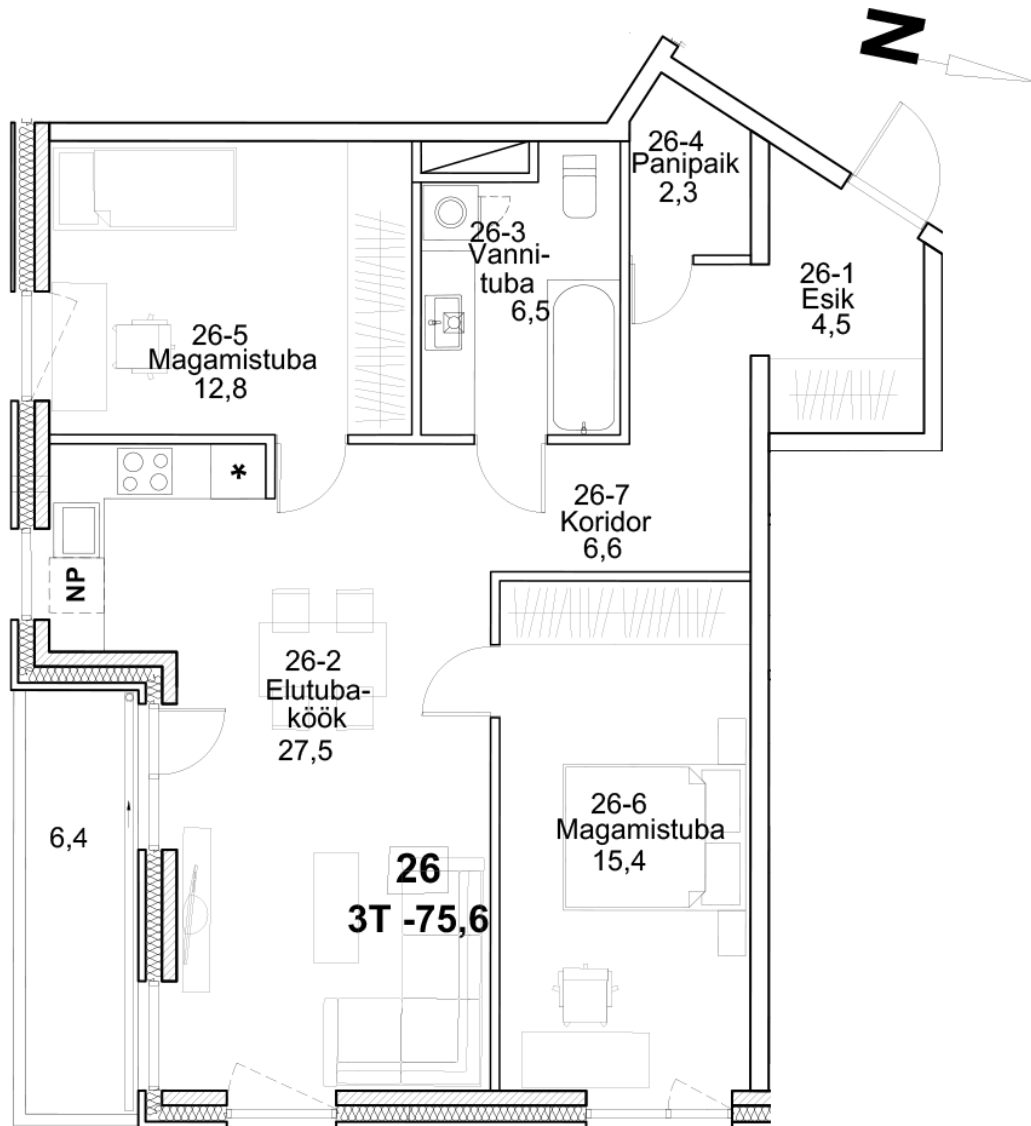 N
26-4
Panipaik
2,3
26-3
Vanni-
tuba
6,5
26-1
Esik
4,5
26-5
Magamistuba
12,8
*
26-7
Koridor
6,6
NP
26-2
Elutuba-
köök
27,5
6,4
26-6
Magamistuba
15,4
26
3T -75,6